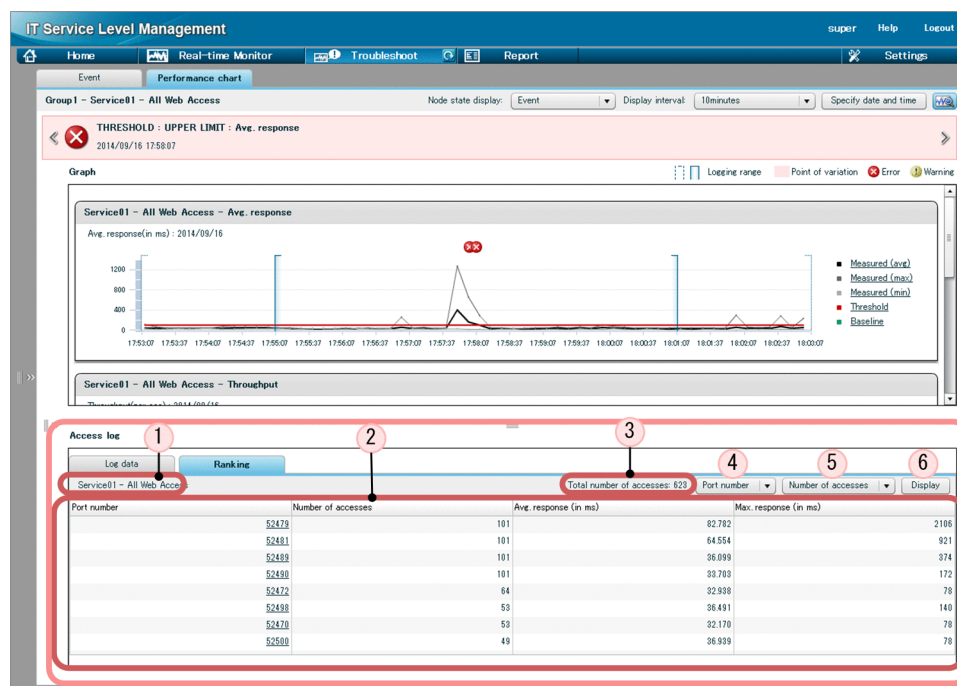 IT Service Level Management
super Help Logout
Home Real-time Monitor Troubleshoot Report Settings
Event Performance chart
Group1 - Service01 - All Web Access Node state display: Event Display interval: 10minutes Specify date and time
THRESHOLD : UPPER LIMIT : Avg. response
2014/09/16 17:58:07
Graph Logging range Point of variation Error Warning
Service01 - All Web Access - Avg. response
Avg. response(in ms) : 2014/09/16
1200
800
400
0
Measured (avg)
Measured (max)
Measured (min)
Threshold
Baseline
17:53:07 17:53:37 17:54:07 17:54:37 17:55:07 17:55:37 17:56:07 17:56:37 17:57:07 17:57:37 17:58:07 17:58:37 17:59:07 17:59:37 18:00:07 18:00:37 18:01:07 18:01:37 18:02:07 18:02:37 18:03:07
Service01 - All Web Access - Throughput
Access log
1 2 3 4 5 6
Log data Ranking
Service01 - All Web Access Total number of accesses: 623 Port number Number of accesses Display
Port number Number of accesses Avg. response (in ms) Max. response (in ms)
52479 101 82.782 2106
52481 101 64.554 921
52489 101 36.099 374
52490 101 33.703 172
52472 64 32.938 78
52498 53 36.491 140
52470 53 32.170 78
52500 49 36.939 78